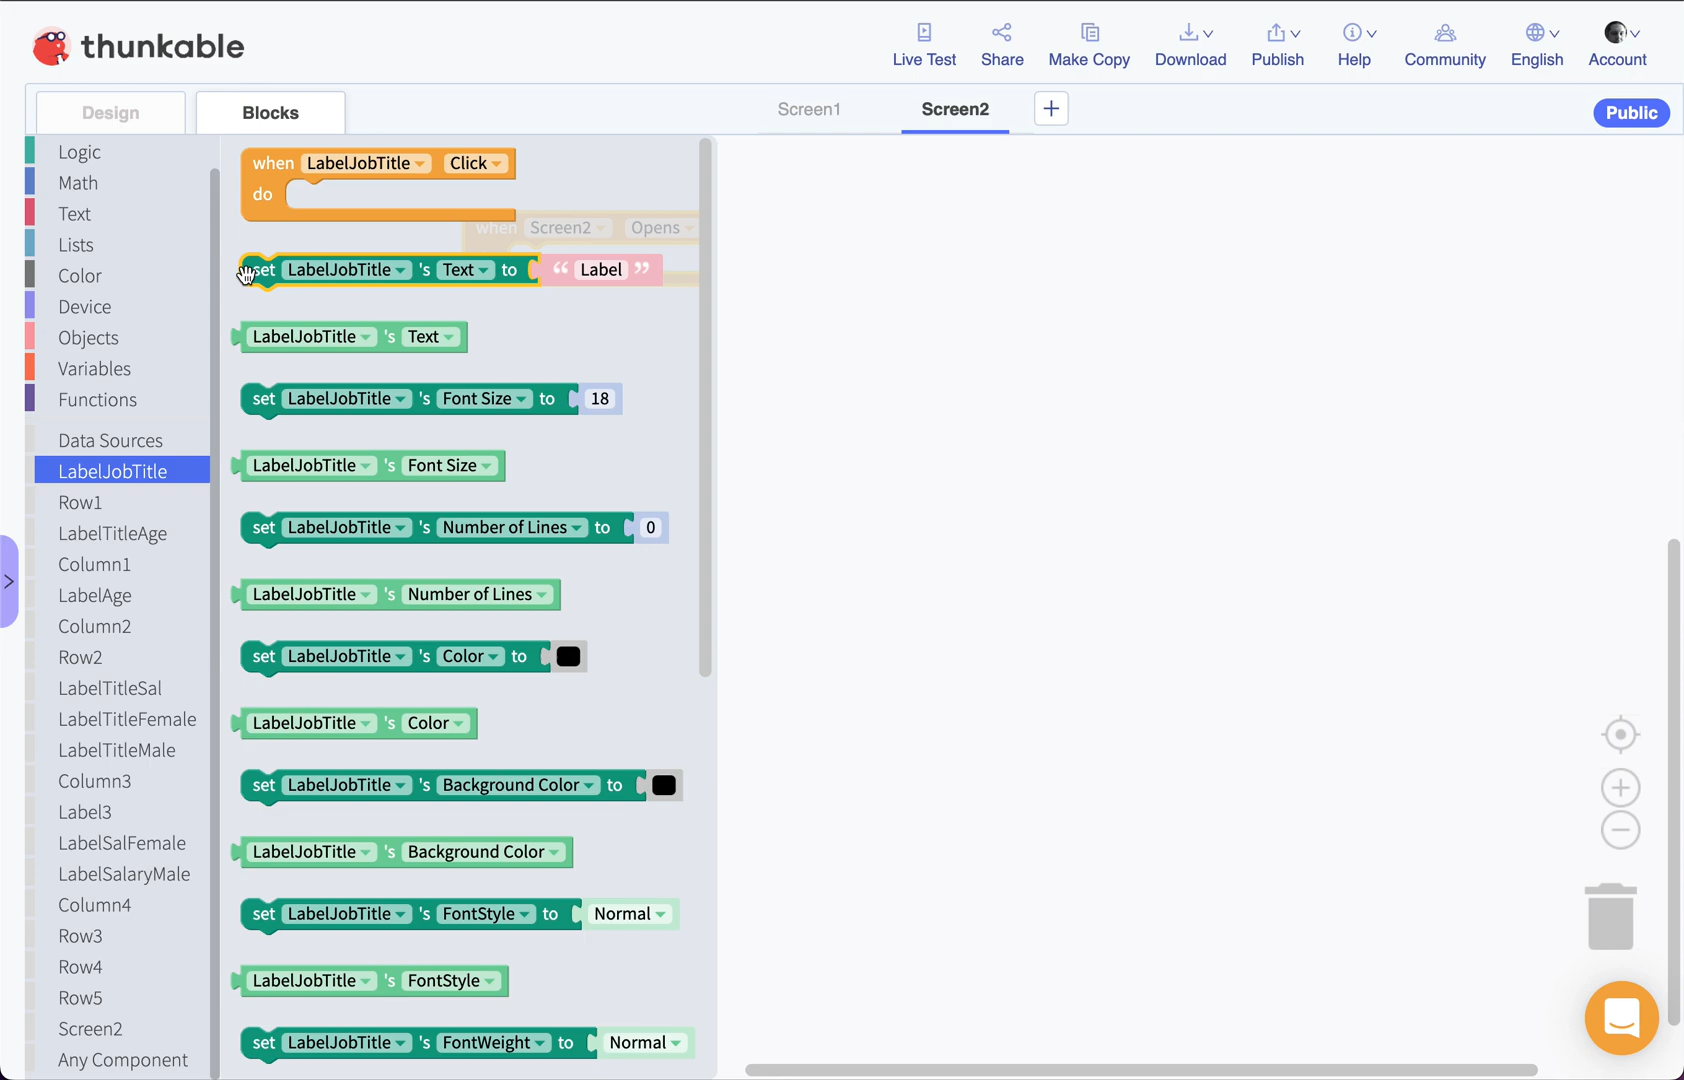 thunkable
Live Test
Share
Make Copy
Download
Publish
Help
Community
English
Account
Design
Blocks
Screen1
Screen2
+
Public
Logic
Math
Text
Lists
Color
Device
Objects
Variables
Functions
Data Sources
LabelJobTitle
Row1
LabelTitleAge
Column1
LabelAge
Column2
Row2
LabelTitleSal
LabelTitleFemale
LabelTitleMale
Column3
Label3
LabelSalFemale
LabelSalaryMale
Column4
Row3
Row4
Row5
Screen2
Any Component
when LabelJobTitle Click
do
when Screen2 Opens
set LabelJobTitle 's Text to “ Label ”
LabelJobTitle 's Text
set LabelJobTitle 's Font Size to 18
LabelJobTitle 's Font Size
set LabelJobTitle 's Number of Lines to 0
LabelJobTitle 's Number of Lines
set LabelJobTitle 's Color to
LabelJobTitle 's Color
set LabelJobTitle 's Background Color to
LabelJobTitle 's Background Color
set LabelJobTitle 's FontStyle to Normal
LabelJobTitle 's FontStyle
set LabelJobTitle 's FontWeight to Normal